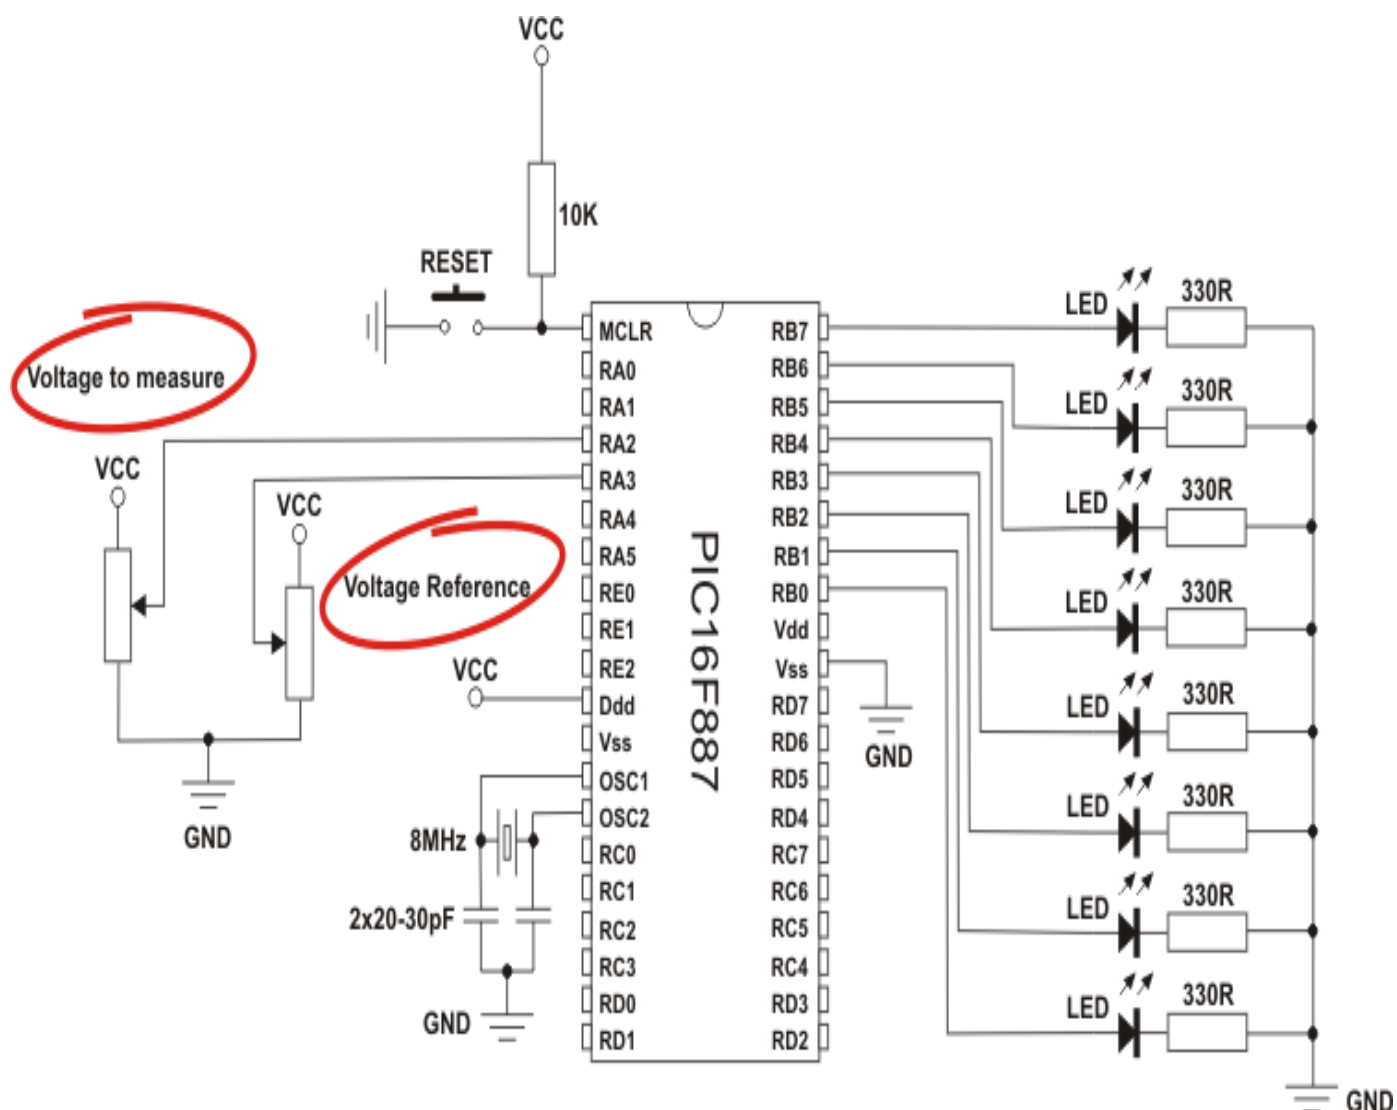 VCC
10K
RESET
Voltage to measure
VCC
VCC
Voltage Reference
VCC
GND
8MHz
2x20-30pF
GND
MCLR
RA0
RA1
RA2
RA3
RA4
RA5
RE0
RE1
RE2
Ddd
Vss
OSC1
OSC2
RC0
RC1
RC2
RC3
RD0
RD1
PIC16F887
RB7
RB6
RB5
RB4
RB3
RB2
RB1
RB0
Vdd
Vss
RD7
RD6
RD5
RD4
RC7
RC6
RC5
RC4
RD3
RD2
GND
LED 330R
LED 330R
LED 330R
LED 330R
LED 330R
LED 330R
LED 330R
LED 330R
GND